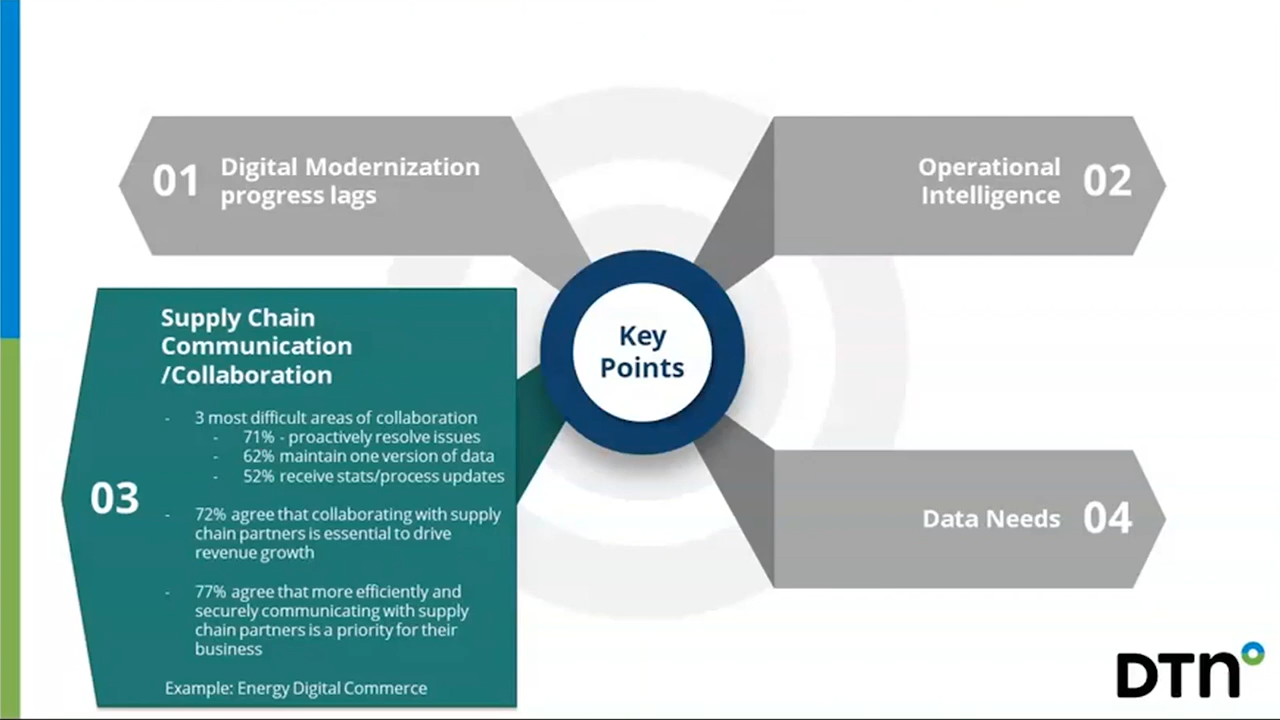 01
Digital Modernization
progress lags
Operational
Intelligence
02
Key
Points
03
Supply Chain
Communication
/Collaboration
- 3 most difficult areas of collaboration
- 71% - proactively resolve issues
- 62% maintain one version of data
- 52% receive stats/process updates
- 72% agree that collaborating with supply
chain partners is essential to drive
revenue growth
- 77% agree that more efficiently and
securely communicating with supply
chain partners is a priority for their
business
Example: Energy Digital Commerce
Data Needs
04
DTN